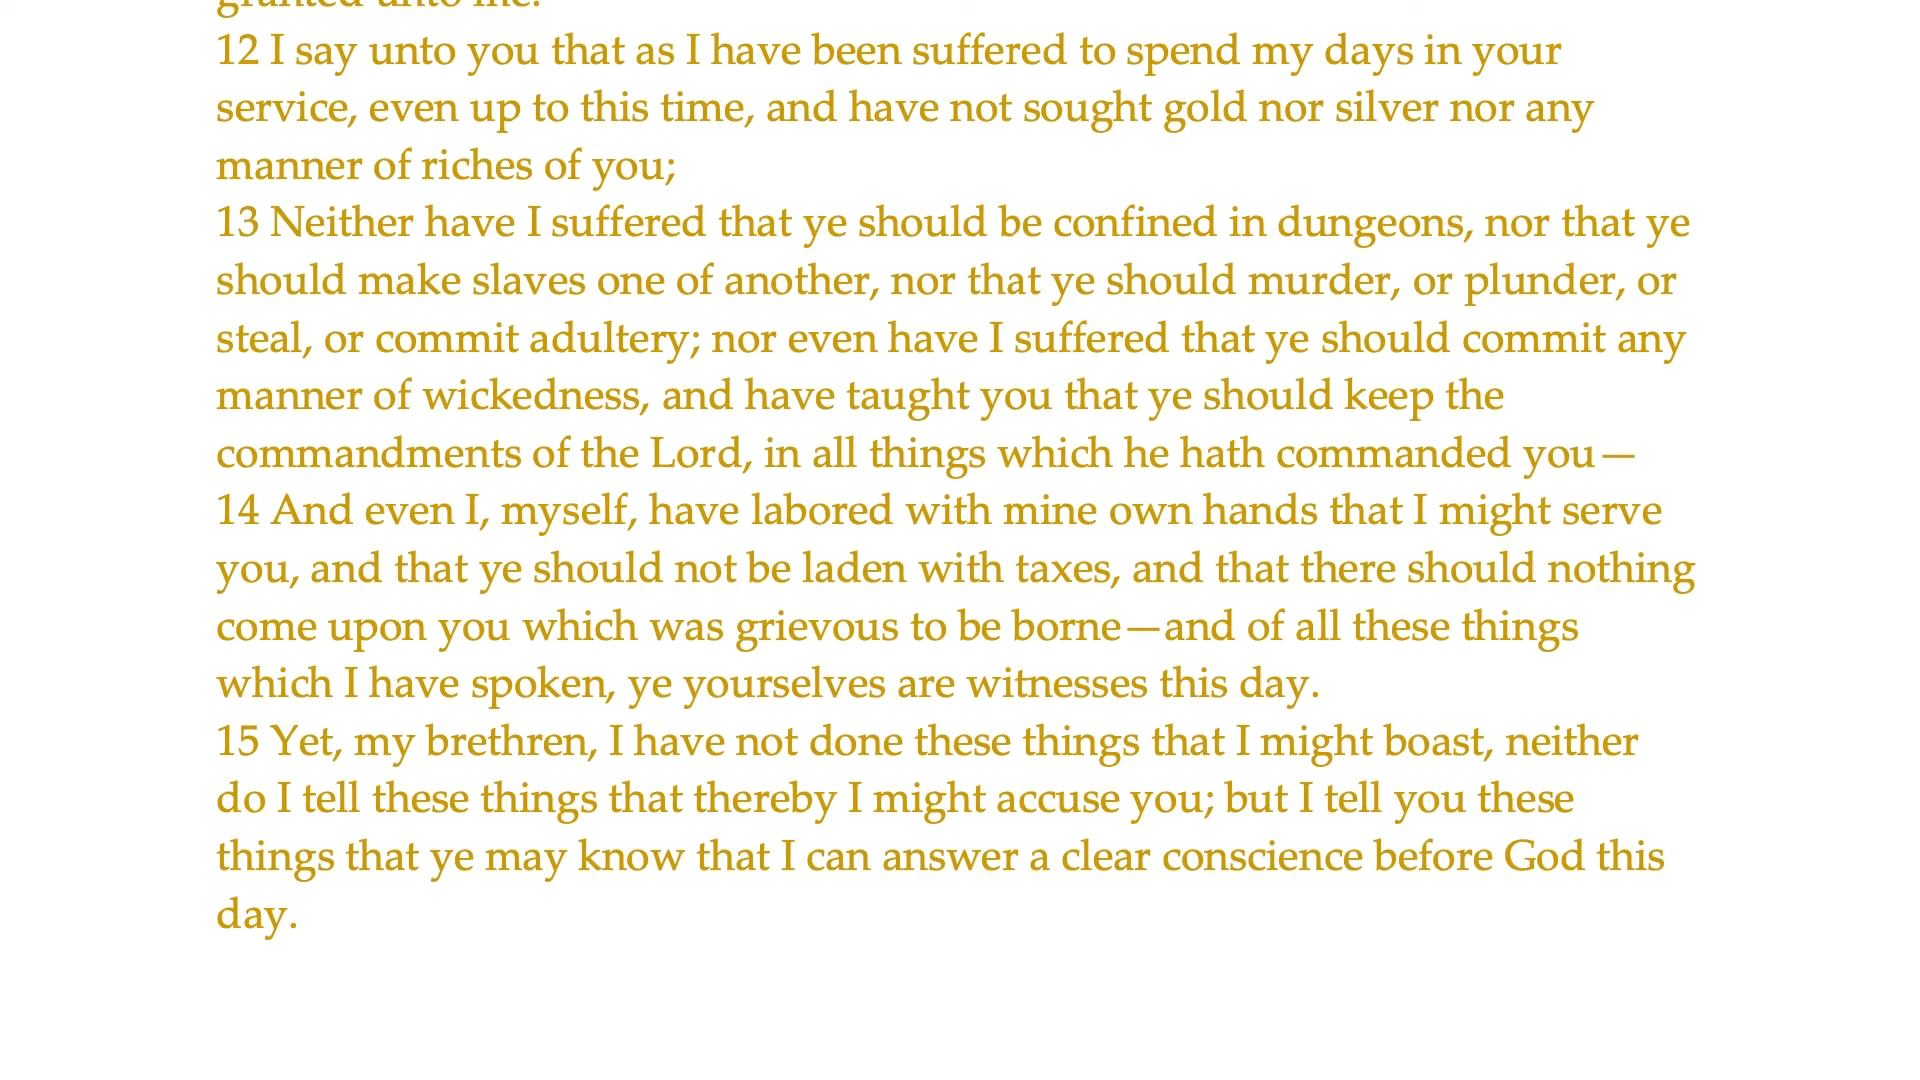 granted unto me.
12 I say unto you that as I have been suffered to spend my days in your
service, even up to this time, and have not sought gold nor silver nor any
manner of riches of you;
13 Neither have I suffered that ye should be confined in dungeons, nor that ye
should make slaves one of another, nor that ye should murder, or plunder, or
steal, or commit adultery; nor even have I suffered that ye should commit any
manner of wickedness, and have taught you that ye should keep the
commandments of the Lord, in all things which he hath commanded you—
14 And even I, myself, have labored with mine own hands that I might serve
you, and that ye should not be laden with taxes, and that there should nothing
come upon you which was grievous to be borne—and of all these things
which I have spoken, ye yourselves are witnesses this day.
15 Yet, my brethren, I have not done these things that I might boast, neither
do I tell these things that thereby I might accuse you; but I tell you these
things that ye may know that I can answer a clear conscience before God this
day.